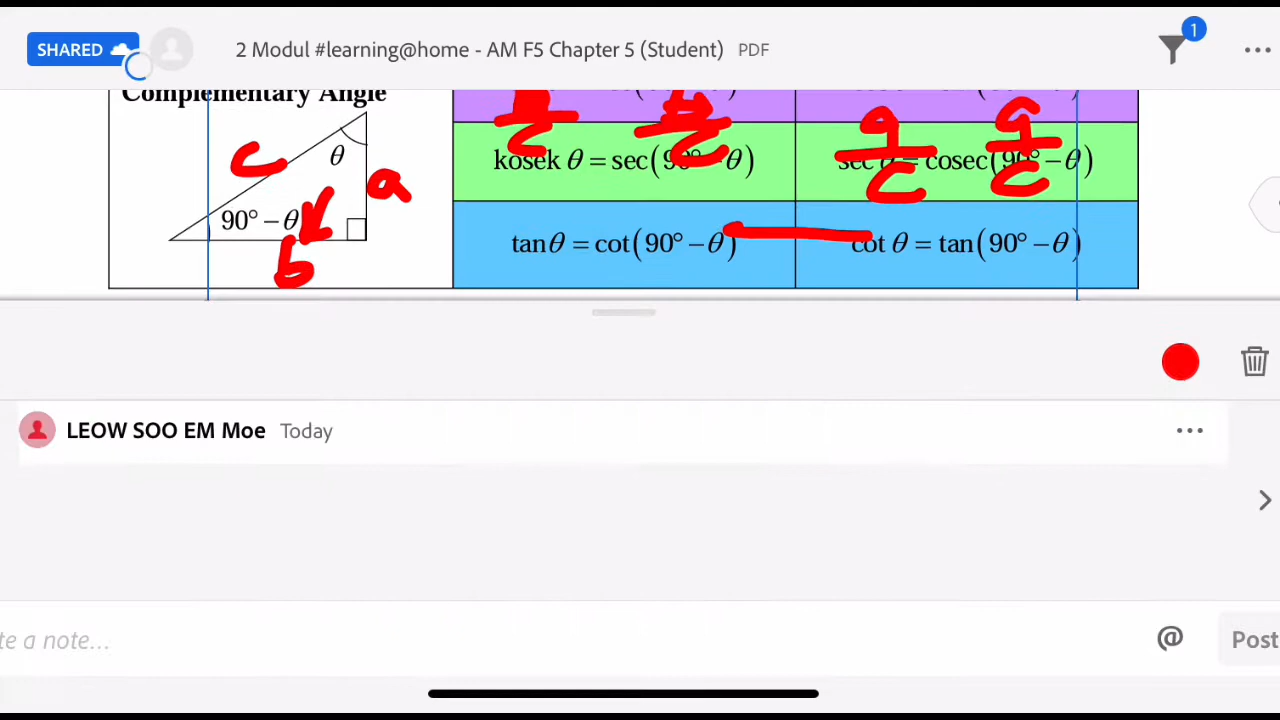 SHARED
2 Modul #learning@home - AM F5 Chapter 5 (Student) PDF
1
Complementary Angle
c
θ
a
90° − θ
b
kosek θ = sec(90° − θ)
sec θ = cosec(90° − θ)
a/c
a/c
tan θ = cot(90° − θ)
cot θ = tan(90° − θ)
LEOW SOO EM Moe Today
te a note...
@
Post